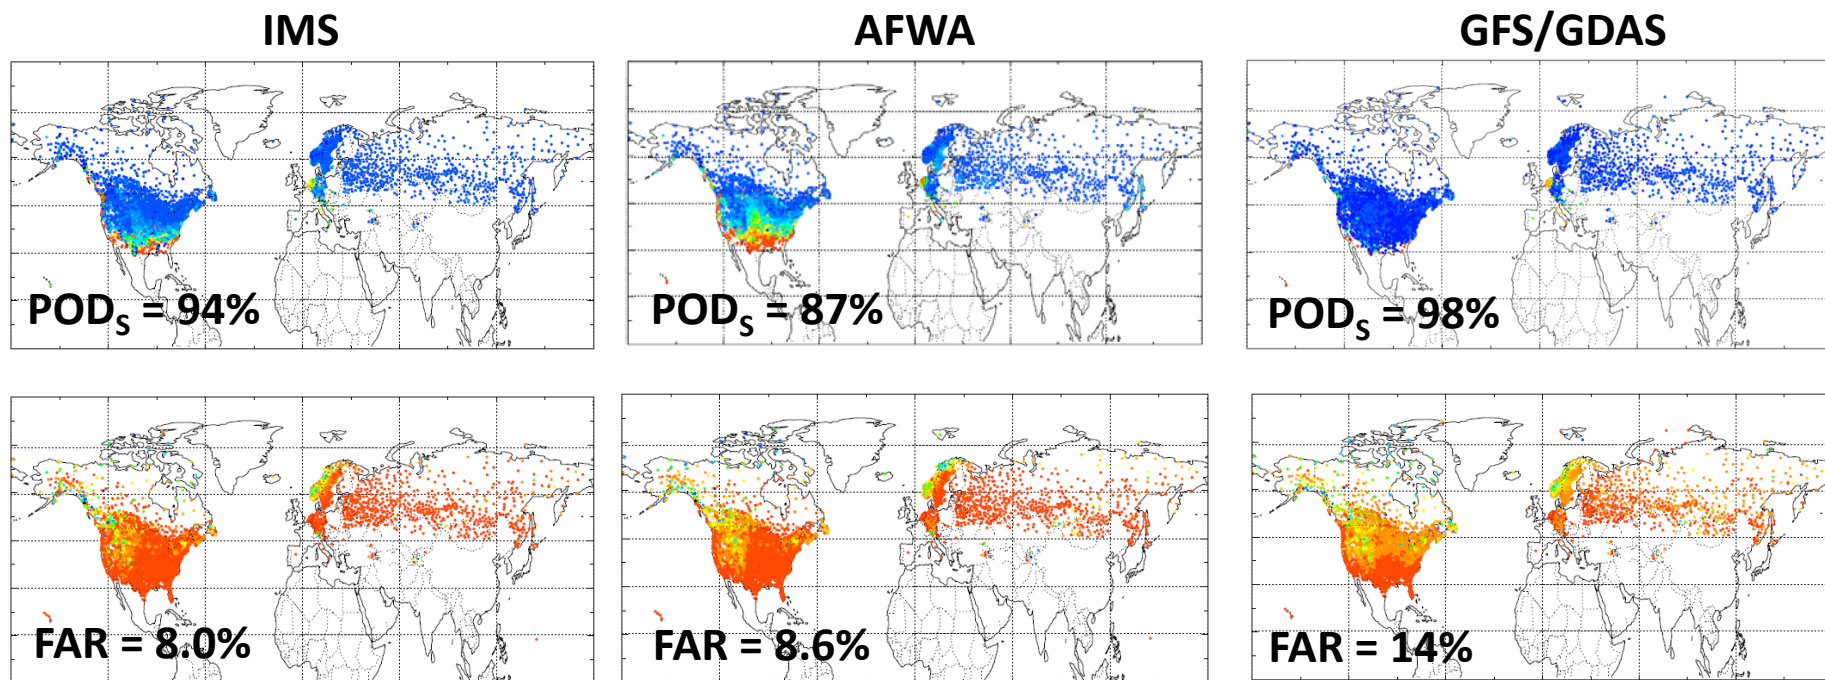 IMS
AFWA
GFS/GDAS
PODS = 94%
PODS = 87%
PODS = 98%
FAR = 8.0%
FAR = 8.6%
FAR = 14%